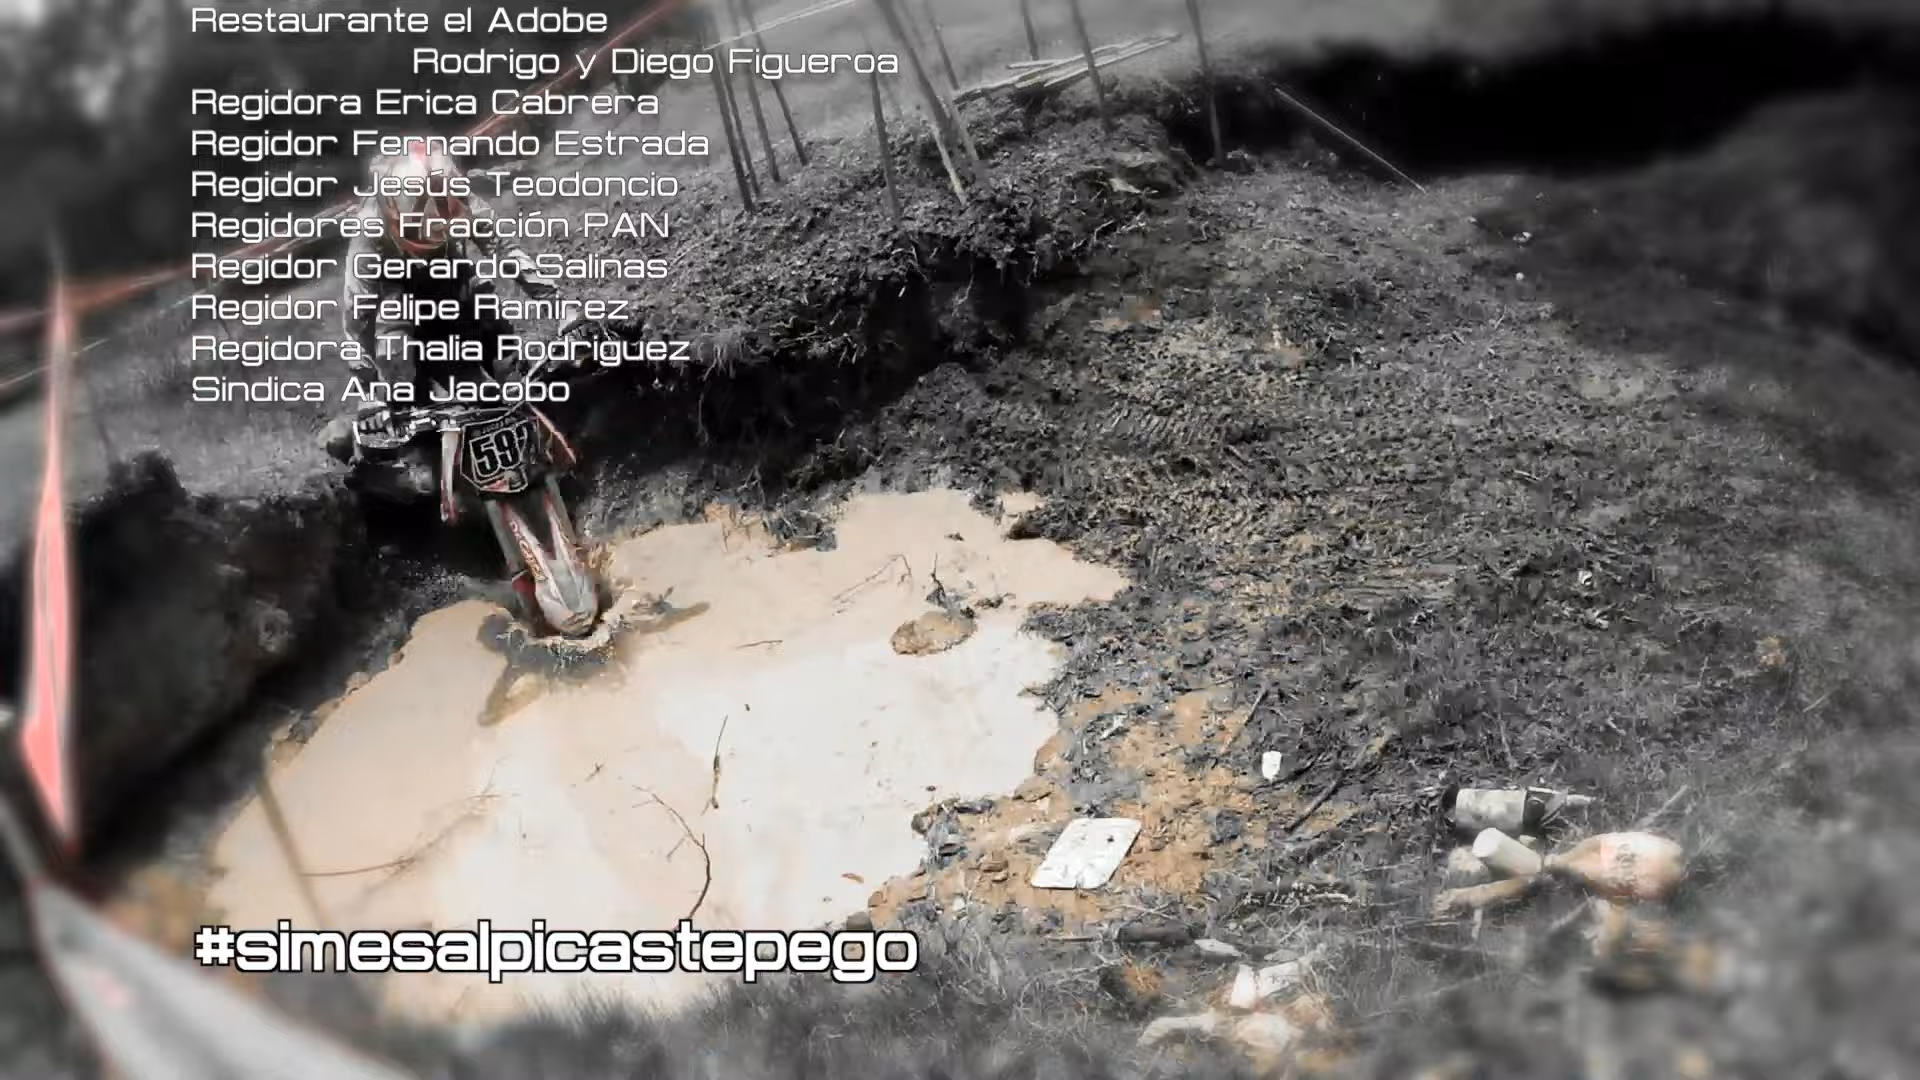 Restaurante el Adobe
Rodrigo y Diego Figueroa
Regidora Erica Cabrera
Regidor Fernando Estrada
Regidor Jesús Teodoncio
Regidores Fracción PAN
Regidor Gerardo Salinas
Regidor Felipe Ramirez
Regidora Thalia Rodriguez
Sindica Ana Jacobo
592
#simesalpicastepego